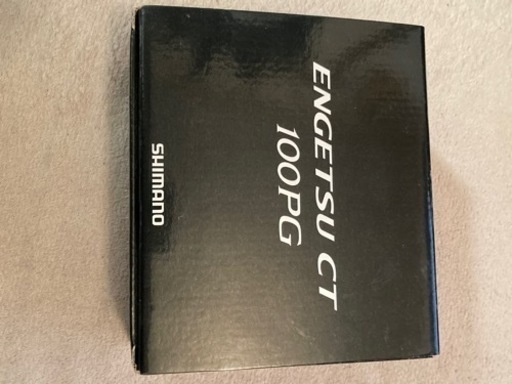 ENGETSU CT
100PG
SHIMANO